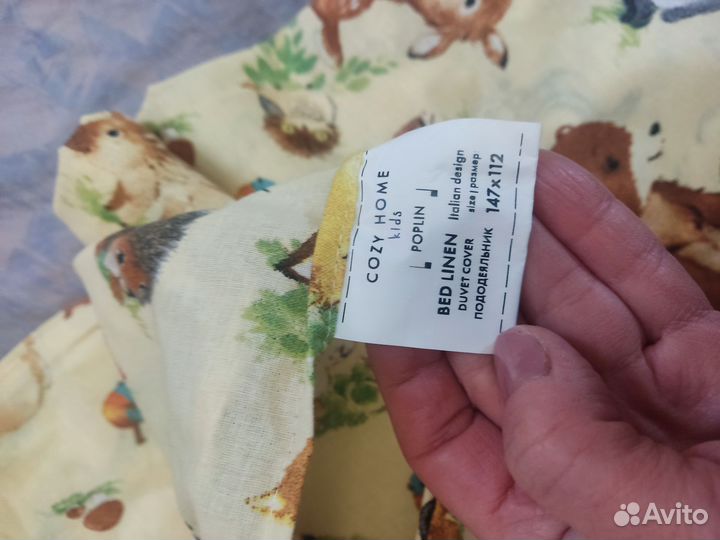 COZY HOME
kids
POPLIN
BED LINEN Italian design
DUVET COVER size | размер:
ПОДОДЕЯЛЬНИК 147x112
Avito